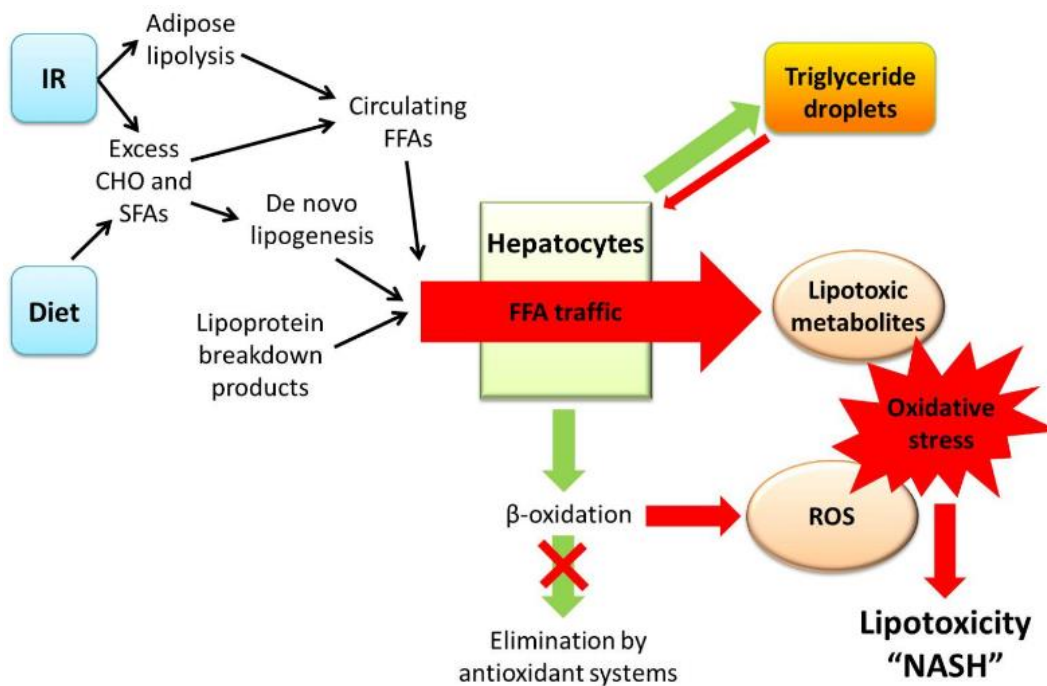 Adipose
lipolysis
IR
Triglyceride
droplets
Circulating
FFAs
Excess
CHO and
SFAs
De novo
lipogenesis
Hepatocytes
Diet
FFA traffic
Lipotoxic
metabolites
Lipoprotein
breakdown
products
Oxidative
stress
β-oxidation
ROS
Elimination by
antioxidant systems
Lipotoxicity
“NASH”